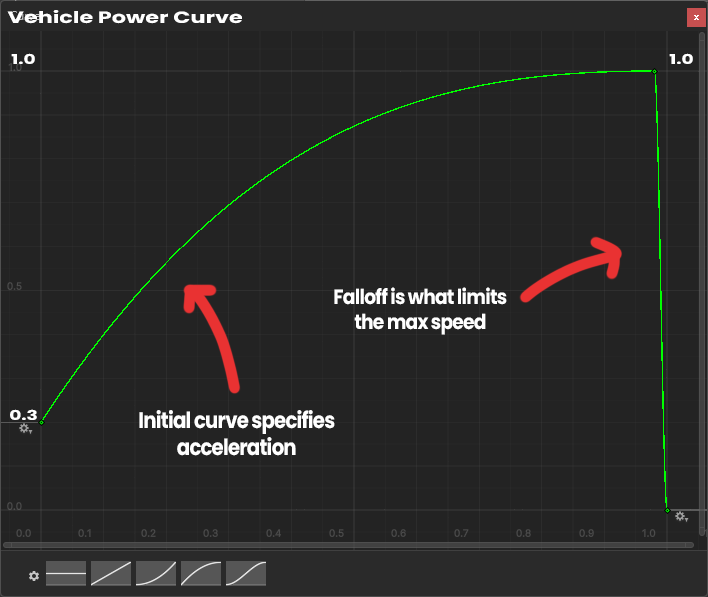 Vehicle Power Curve
x
1.0
1.0
1.0
0.5
Falloff is what limits
the max speed
0.3
Initial curve specifies
acceleration
0.0
0.0 0.1 0.2 0.3 0.4 0.5 0.6 0.7 0.8 0.9 1.0